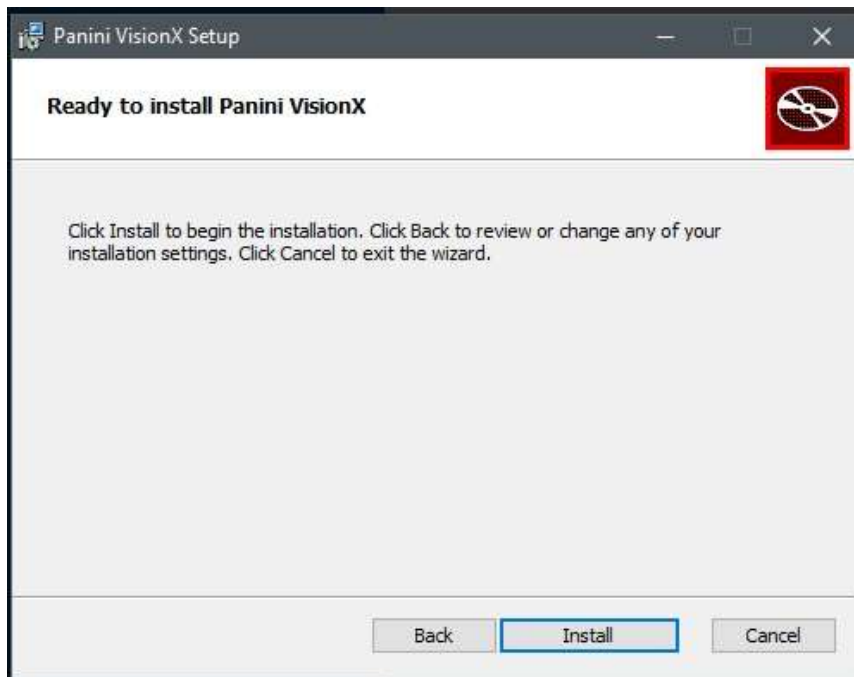 Panini VisionX Setup
Ready to install Panini VisionX
Click Install to begin the installation. Click Back to review or change any of your
installation settings. Click Cancel to exit the wizard.
Back
Install
Cancel